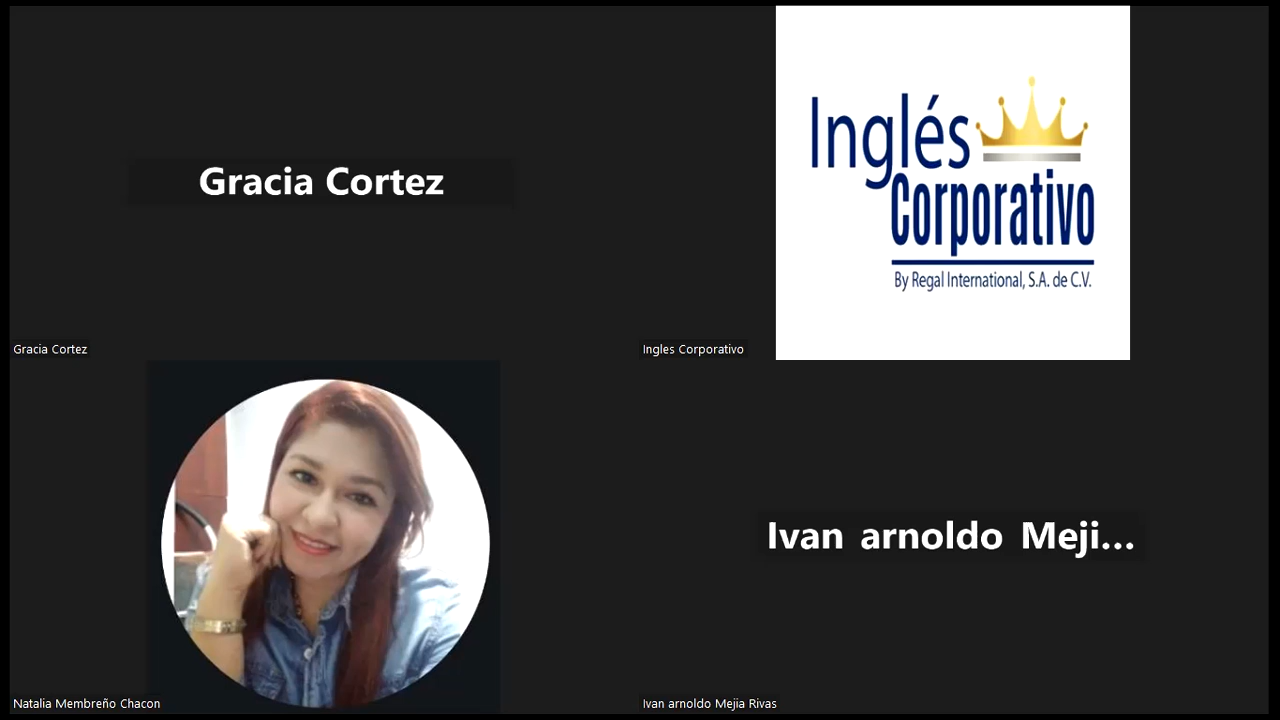 Gracia Cortez
Gracia Cortez
Inglés
Corporativo
By Regal International, S.A. de C.V.
Ingles Corporativo
Natalia Membreño Chacon
Ivan arnoldo Meji...
Ivan arnoldo Mejia Rivas